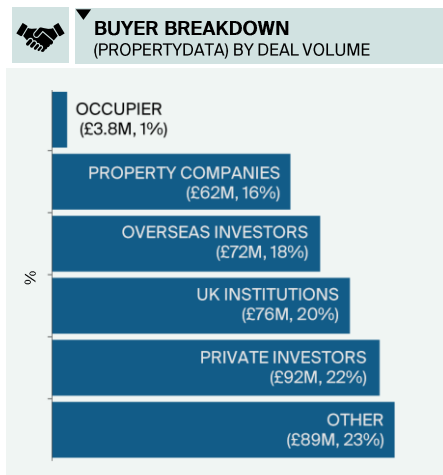 BUYER BREAKDOWN
(PROPERTYDATA) BY DEAL VOLUME
OCCUPIER
(£3.8M, 1%)
PROPERTY COMPANIES
(£62M, 16%)
OVERSEAS INVESTORS
(£72M, 18%)
%
UK INSTITUTIONS
(£76M, 20%)
PRIVATE INVESTORS
(£92M, 22%)
OTHER
(£89M, 23%)